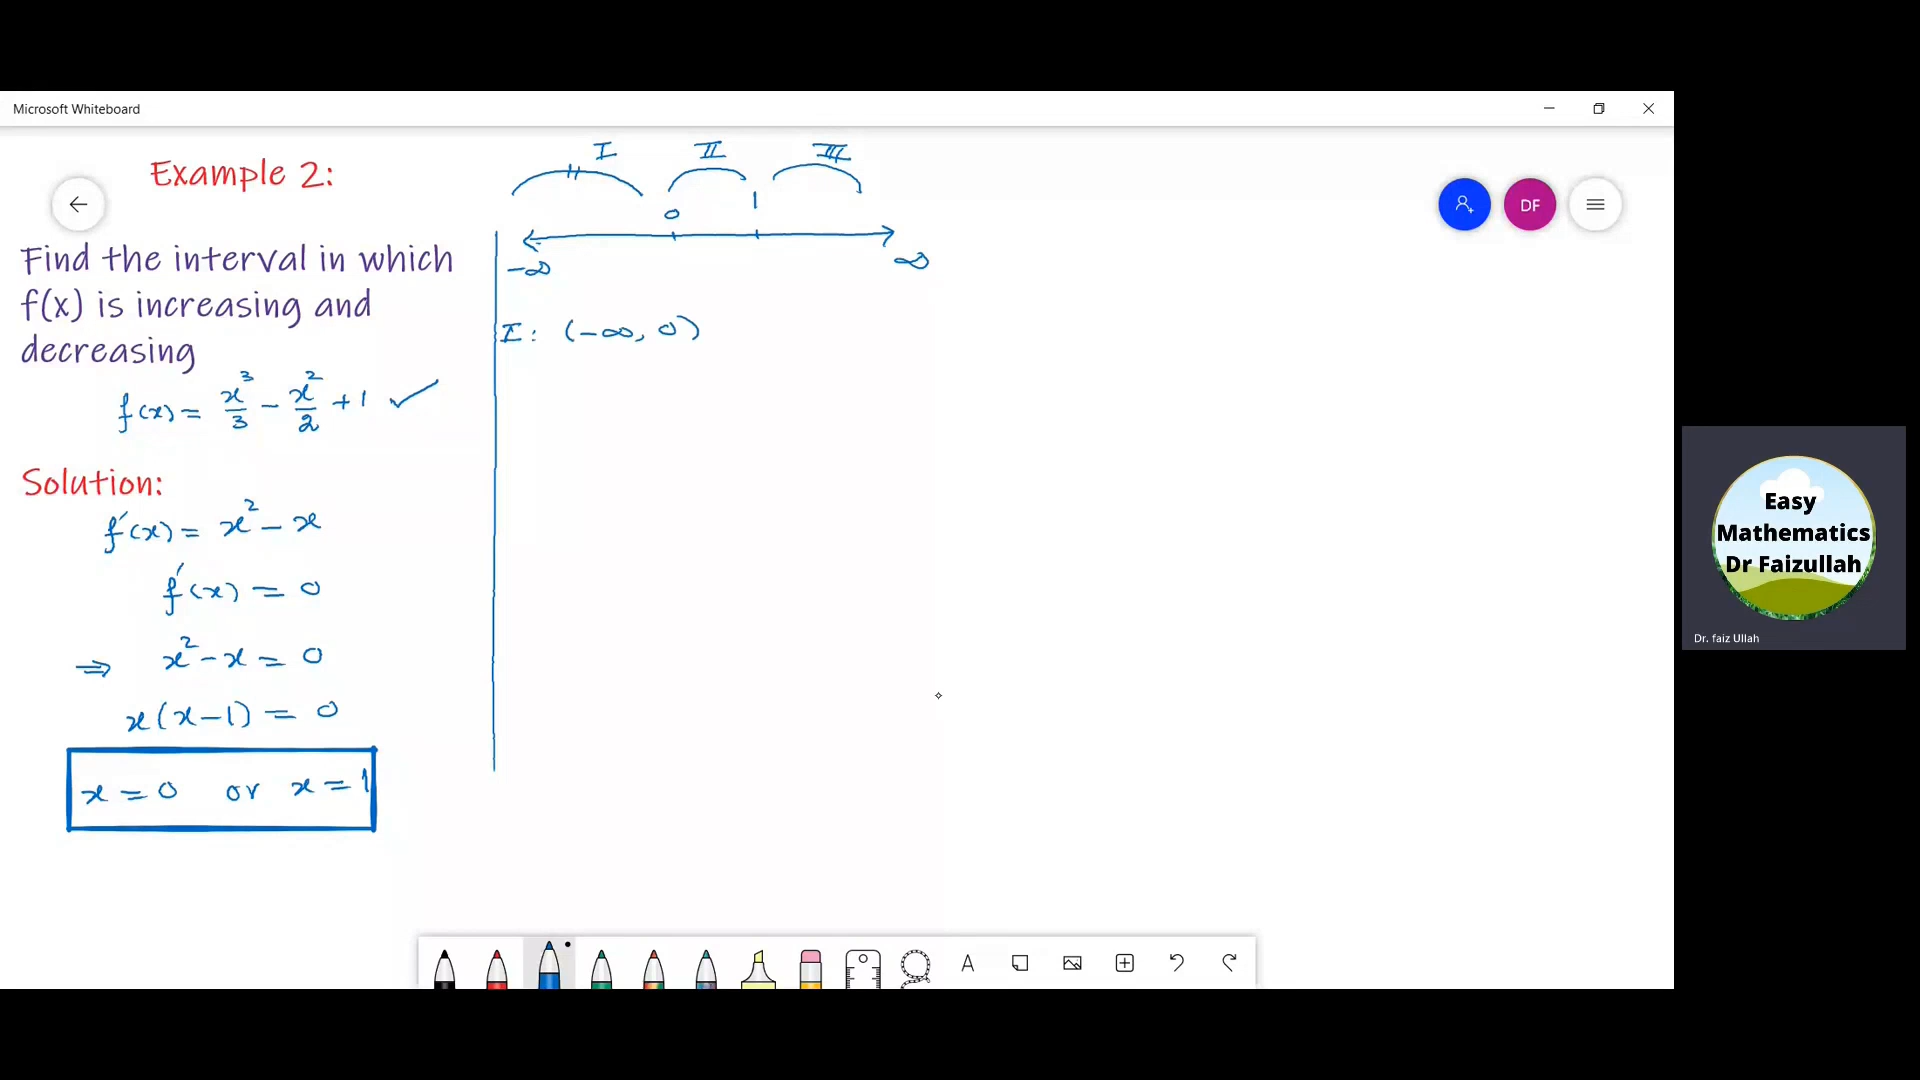 Microsoft Whiteboard
Example 2:
Find the interval in which
f(x) is increasing and
decreasing
f(x) = x³/3 - x²/2 + 1 ✓
Solution:
f'(x) = x² - x
f'(x) = 0
⇒ x² - x = 0
x(x-1) = 0
x = 0 or x = 1
I II III
0 1
-∞ ∞
I: (-∞, 0)
DF
A
Easy
Mathematics
Dr Faizullah
Dr. faiz Ullah